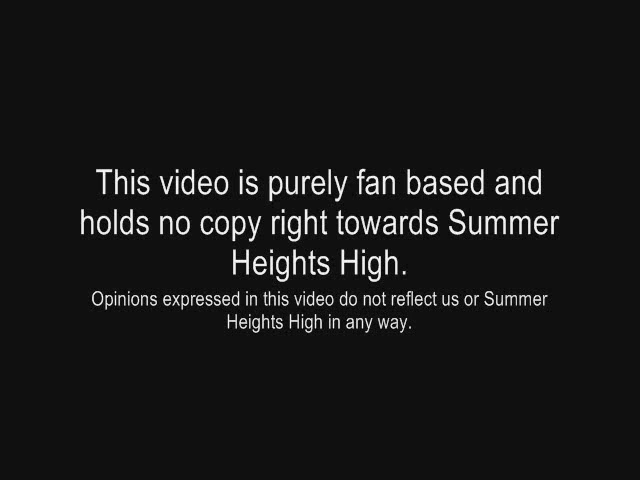 This video is purely fan based and
holds no copy right towards Summer
Heights High.
Opinions expressed in this video do not reflect us or Summer
Heights High in any way.